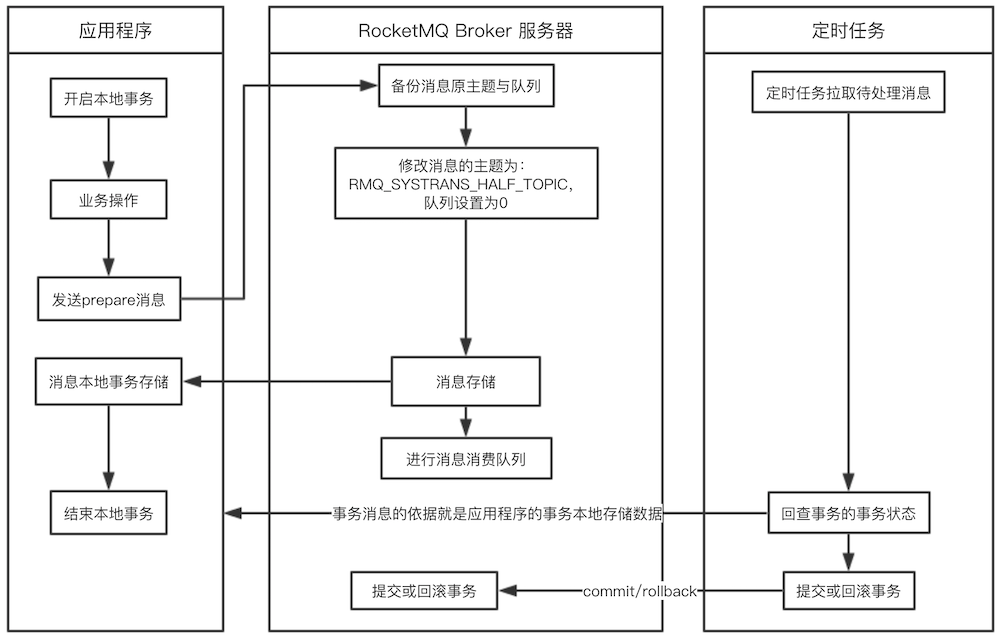 应用程序
RocketMQ Broker 服务器
定时任务
开启本地事务
业务操作
发送prepare消息
消息本地事务存储
结束本地事务
备份消息原主题与队列
修改消息的主题为：
RMQ_SYSTRANS_HALF_TOPIC，
队列设置为0
消息存储
进行消息消费队列
事务消息的依据就是应用程序的事务本地存储数据
提交或回滚事务
commit/rollback
定时任务拉取待处理消息
回查事务的事务状态
提交或回滚事务